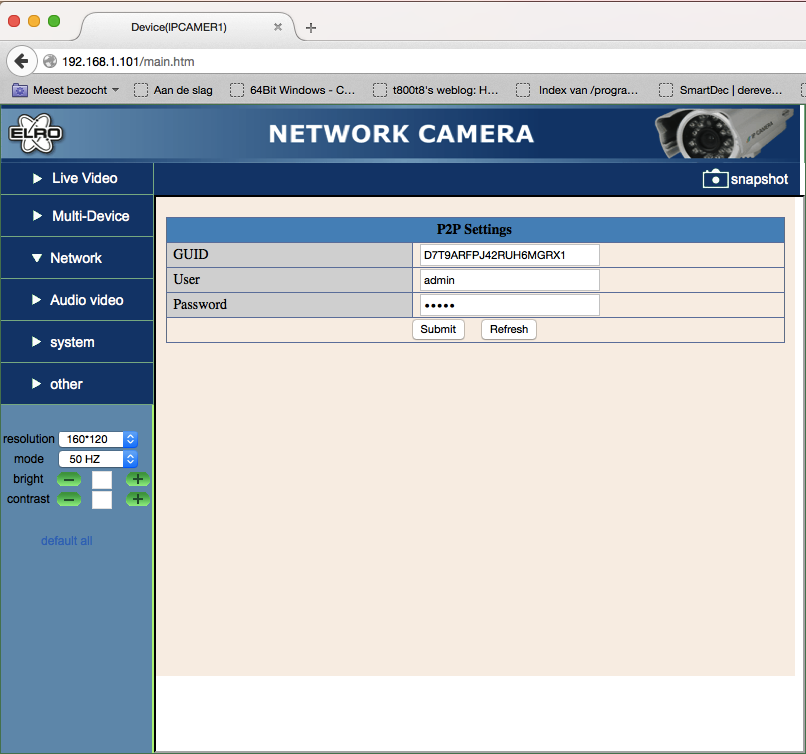 Device(IPCAMER1)
192.168.1.101/main.htm
Meest bezocht Aan de slag 64Bit Windows - C... t800t8's weblog: H... Index van /progra... SmartDec | dereve...
ELRO NETWORK CAMERA IP CAMERA
Live Video
snapshot
Multi-Device
Network
Audio video
system
other
P2P Settings
GUID D7T9ARFPJ42RUH6MGRX1
User admin
Password •••••
Submit Refresh
resolution 160*120
mode 50 HZ
bright
contrast
default all